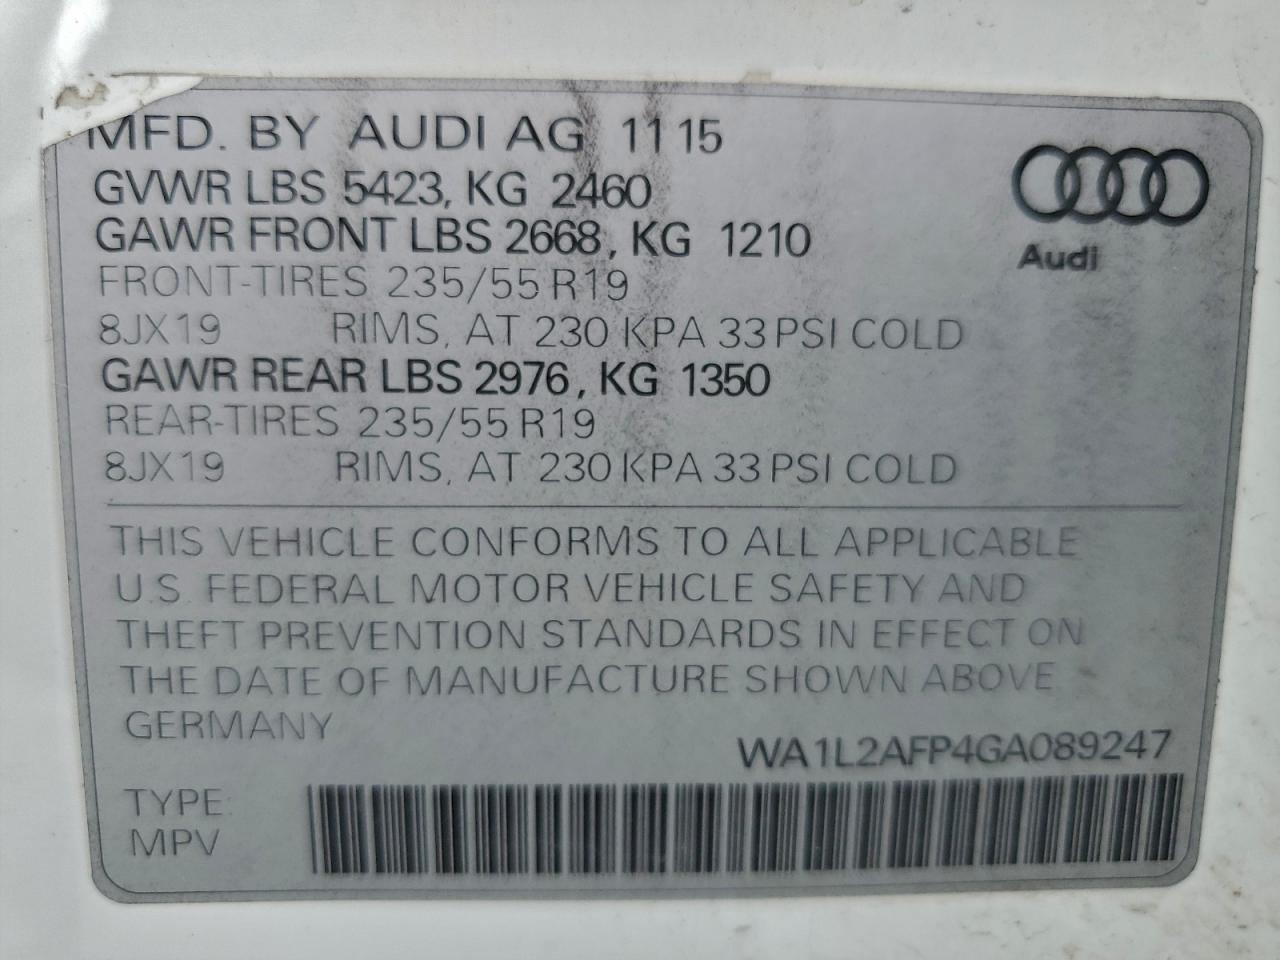 MFD. BY AUDI AG 11 15
GVWR LBS 5423, KG 2460
GAWR FRONT LBS 2668, KG 1210
FRONT-TIRES 235/55 R19
8JX19 RIMS, AT 230 KPA 33 PSI COLD
GAWR REAR LBS 2976, KG 1350
REAR-TIRES 235/55 R19
8JX19 RIMS, AT 230 KPA 33 PSI COLD
Audi
THIS VEHICLE CONFORMS TO ALL APPLICABLE
U.S. FEDERAL MOTOR VEHICLE SAFETY AND
THEFT PREVENTION STANDARDS IN EFFECT ON
THE DATE OF MANUFACTURE SHOWN ABOVE
GERMANY
WA1L2AFP4GA089247
TYPE:
MPV